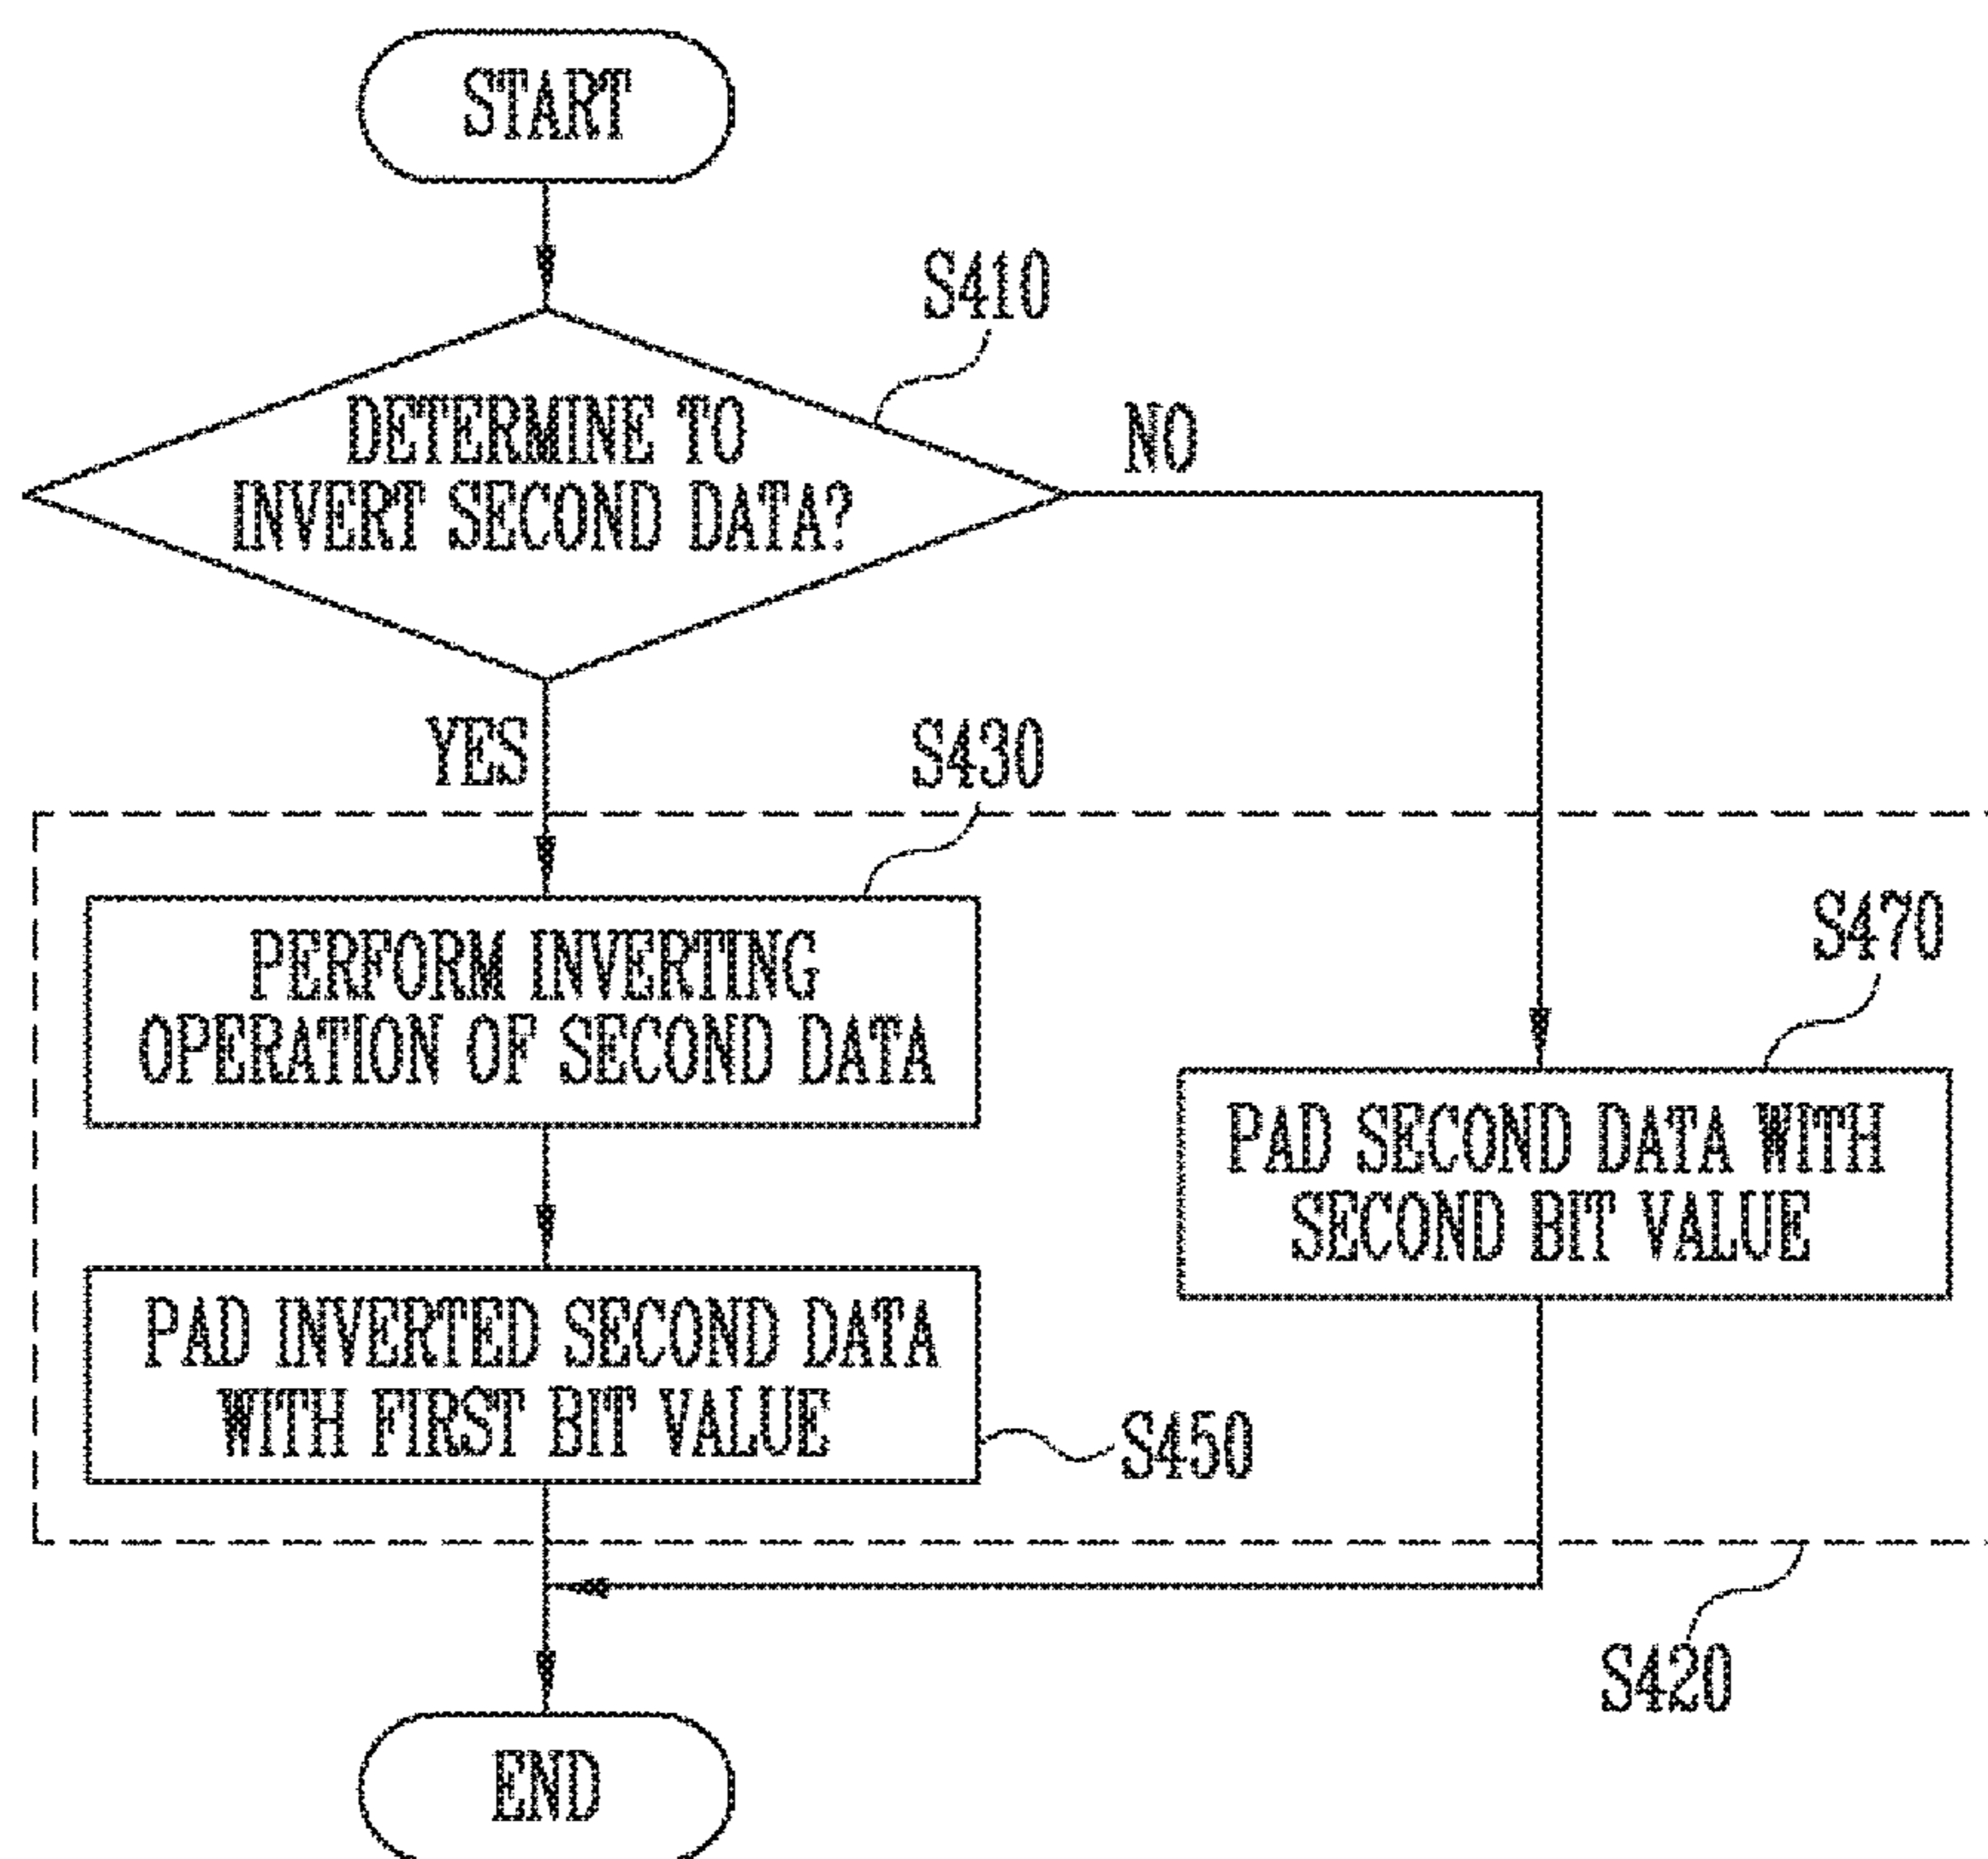 START
S410
DETERMINE TO
INVERT SECOND DATA?
NO
YES
S430
PERFORM INVERTING
OPERATION OF SECOND DATA
S470
PAD SECOND DATA WITH
SECOND BIT VALUE
PAD INVERTED SECOND DATA
WITH FIRST BIT VALUE
S450
S420
END